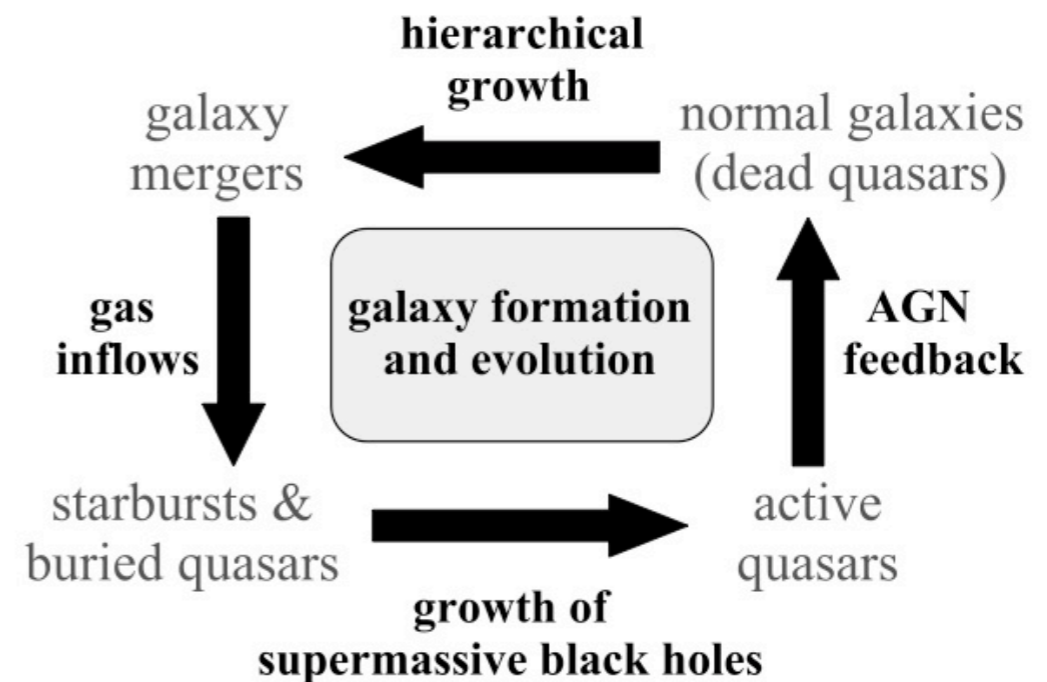 hierarchical
growth
galaxy
mergers
normal galaxies
(dead quasars)
gas
inflows
galaxy formation
and evolution
AGN
feedback
starbursts &
buried quasars
active
quasars
growth of
supermassive black holes